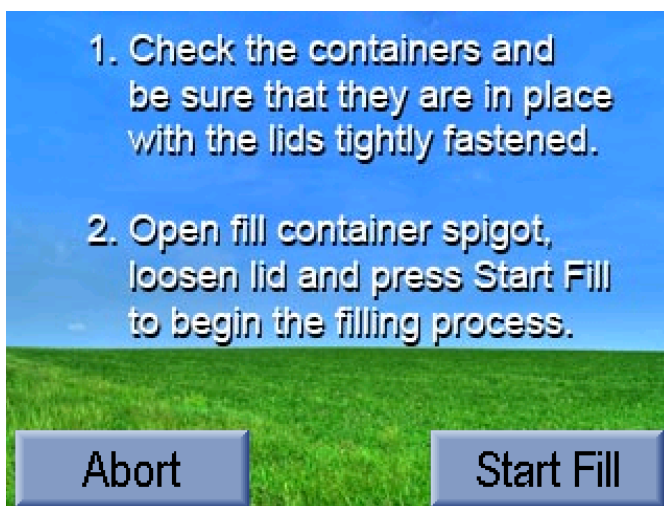 1. Check the containers and
be sure that they are in place
with the lids tightly fastened.
2. Open fill container spigot,
loosen lid and press Start Fill
to begin the filling process.
Abort
Start Fill